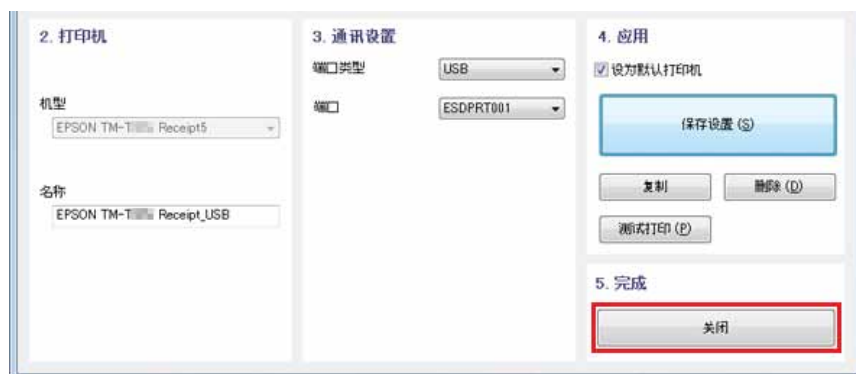 2. 打印机
机型
EPSON TM-T Receipt5
名称
EPSON TM-T Receipt_USB
3. 通讯设置
端口类型
USB
端口
ESDPRT001
4. 应用
设为默认打印机
保存设置 (S)
复制
删除 (D)
测试打印 (P)
5. 完成
关闭